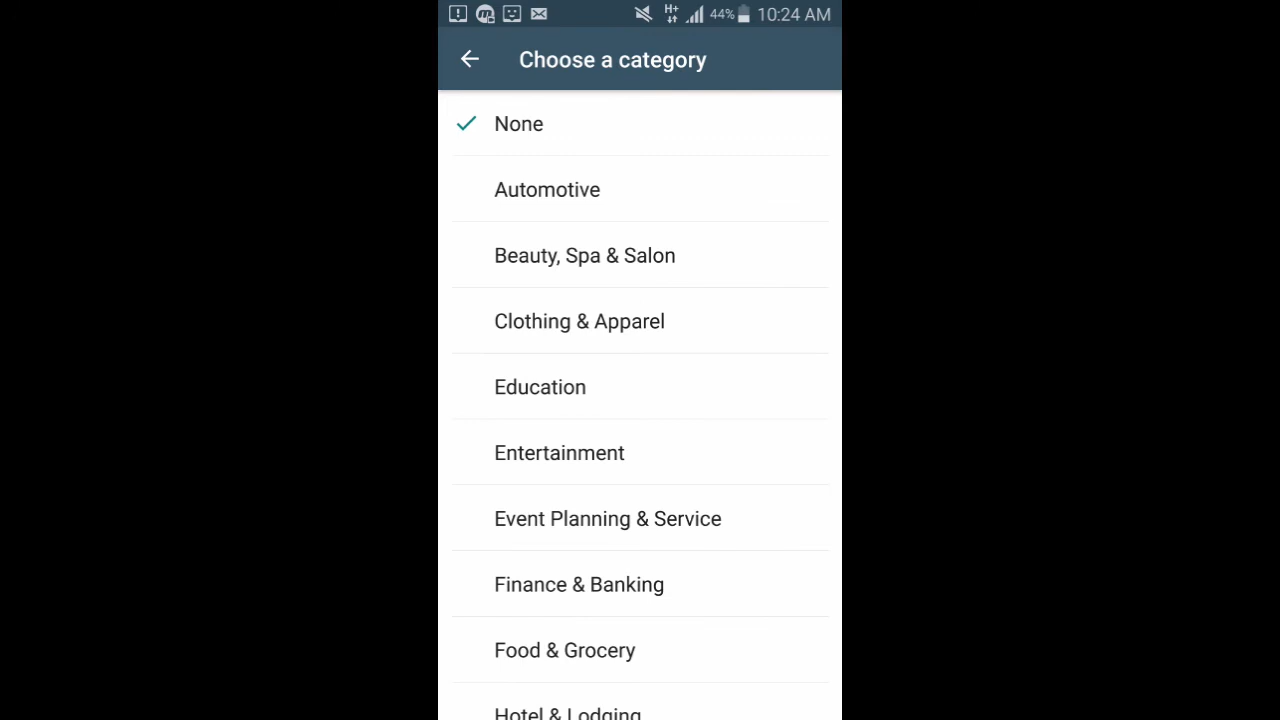 44% 10:24 AM
Choose a category
None
Automotive
Beauty, Spa & Salon
Clothing & Apparel
Education
Entertainment
Event Planning & Service
Finance & Banking
Food & Grocery
Hotel & Lodging